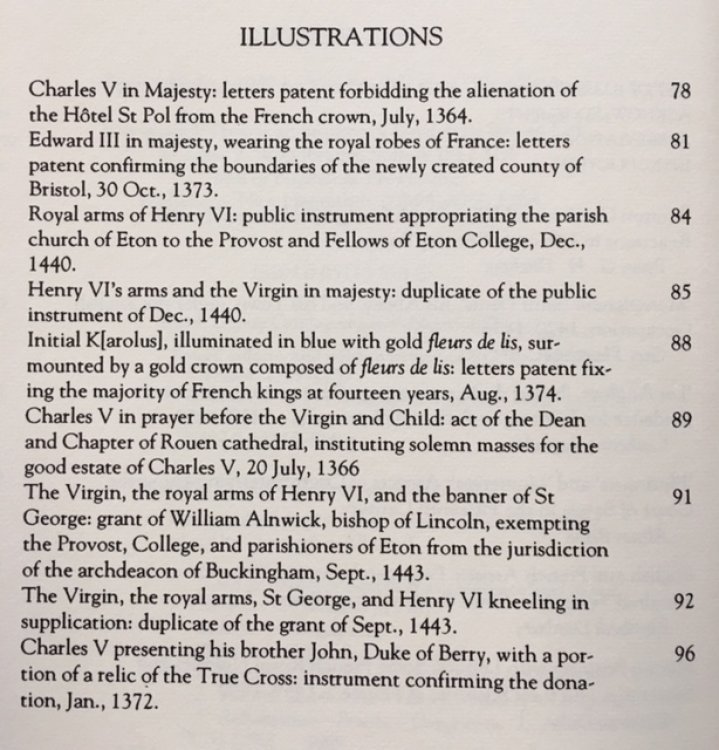 ILLUSTRATIONS
Charles V in Majesty: letters patent forbidding the alienation of 78
the Hôtel St Pol from the French crown, July, 1364.
Edward III in majesty, wearing the royal robes of France: letters 81
patent confirming the boundaries of the newly created county of
Bristol, 30 Oct., 1373.
Royal arms of Henry VI: public instrument appropriating the parish 84
church of Eton to the Provost and Fellows of Eton College, Dec.,
1440.
Henry VI's arms and the Virgin in majesty: duplicate of the public 85
instrument of Dec., 1440.
Initial K[arolus], illuminated in blue with gold fleurs de lis, sur- 88
mounted by a gold crown composed of fleurs de lis: letters patent fix-
ing the majority of French kings at fourteen years, Aug., 1374.
Charles V in prayer before the Virgin and Child: act of the Dean 89
and Chapter of Rouen cathedral, instituting solemn masses for the
good estate of Charles V, 20 July, 1366
The Virgin, the royal arms of Henry VI, and the banner of St 91
George: grant of William Alnwick, bishop of Lincoln, exempting
the Provost, College, and parishioners of Eton from the jurisdiction
of the archdeacon of Buckingham, Sept., 1443.
The Virgin, the royal arms, St George, and Henry VI kneeling in 92
supplication: duplicate of the grant of Sept., 1443.
Charles V presenting his brother John, Duke of Berry, with a por- 96
tion of a relic of the True Cross: instrument confirming the dona-
tion, Jan., 1372.